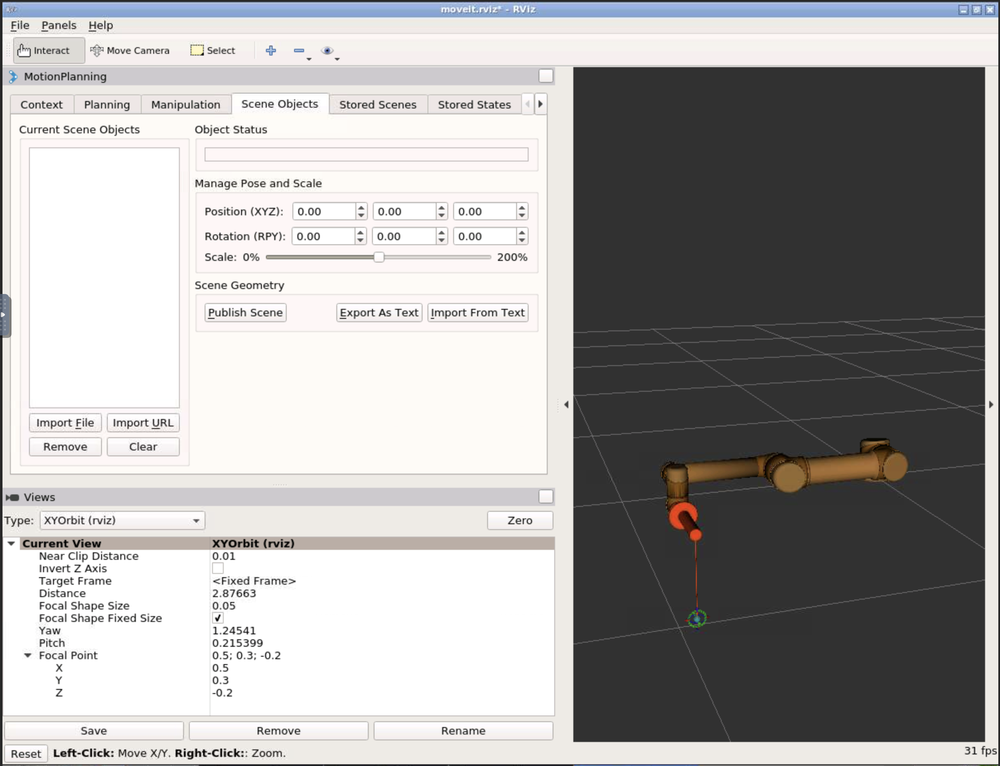 moveit.rviz* - RViz
File Panels Help
Interact Move Camera Select
MotionPlanning
Context Planning Manipulation Scene Objects Stored Scenes Stored States
Current Scene Objects Object Status
Manage Pose and Scale
Position (XYZ): 0.00 0.00 0.00
Rotation (RPY): 0.00 0.00 0.00
Scale: 0% 200%
Scene Geometry
Publish Scene Export As Text Import From Text
Import File Import URL
Remove Clear
Views
Type: XYOrbit (rviz) Zero
Current View XYOrbit (rviz)
Near Clip Distance 0.01
Invert Z Axis
Target Frame <Fixed Frame>
Distance 2.87663
Focal Shape Size 0.05
Focal Shape Fixed Size
Yaw 1.24541
Pitch 0.215399
Focal Point 0.5; 0.3; -0.2
X 0.5
Y 0.3
Z -0.2
Save Remove Rename
Reset Left-Click: Move X/Y. Right-Click:: Zoom. 31 fps